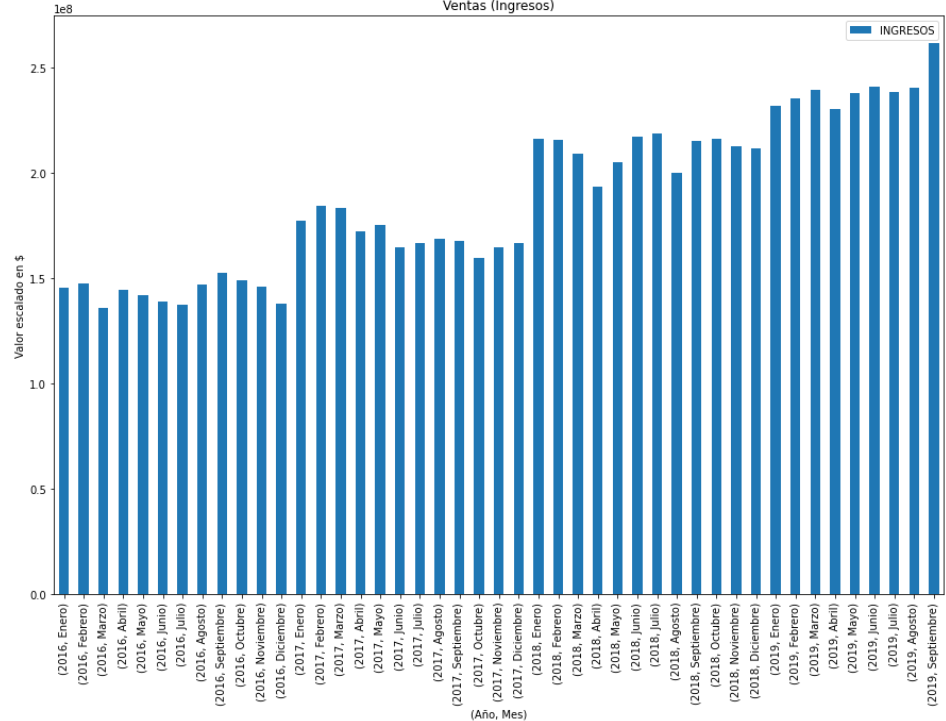 Ventas (Ingresos)
1e8
INGRESOS
2.5
2.0
1.5
1.0
0.5
0.0
Valor escalado en $
(2016, Enero)
(2016, Febrero)
(2016, Marzo)
(2016, Abril)
(2016, Mayo)
(2016, Junio)
(2016, Julio)
(2016, Agosto)
(2016, Septiembre)
(2016, Octubre)
(2016, Noviembre)
(2016, Diciembre)
(2017, Enero)
(2017, Febrero)
(2017, Marzo)
(2017, Abril)
(2017, Mayo)
(2017, Junio)
(2017, Julio)
(2017, Agosto)
(2017, Septiembre)
(2017, Octubre)
(2017, Noviembre)
(2017, Diciembre)
(2018, Enero)
(2018, Febrero)
(2018, Marzo)
(2018, Abril)
(2018, Mayo)
(2018, Junio)
(2018, Julio)
(2018, Agosto)
(2018, Septiembre)
(2018, Octubre)
(2018, Noviembre)
(2018, Diciembre)
(2019, Enero)
(2019, Febrero)
(2019, Marzo)
(2019, Abril)
(2019, Mayo)
(2019, Junio)
(2019, Julio)
(2019, Agosto)
(2019, Septiembre)
(Año, Mes)